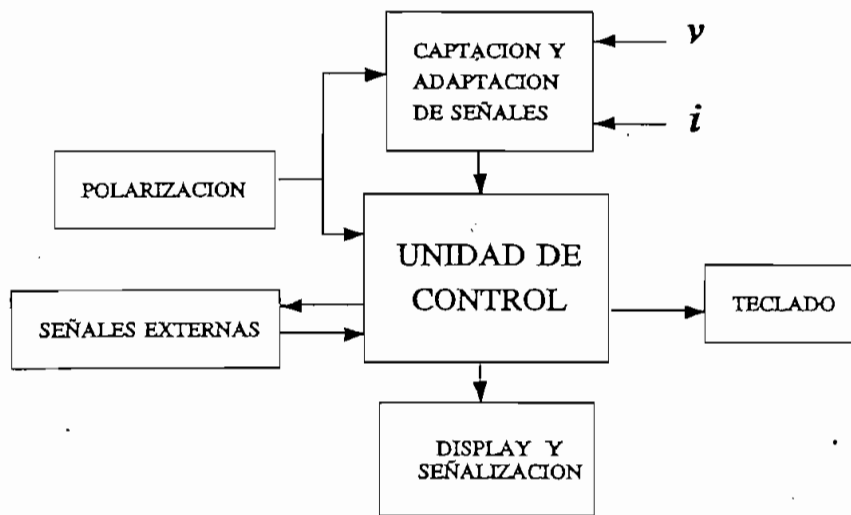 CAPTACION Y
ADAPTACION
DE SEÑALES
v
i
POLARIZACION
UNIDAD DE
CONTROL
SEÑALES EXTERNAS
TECLADO
DISPLAY Y
SEÑALIZACION